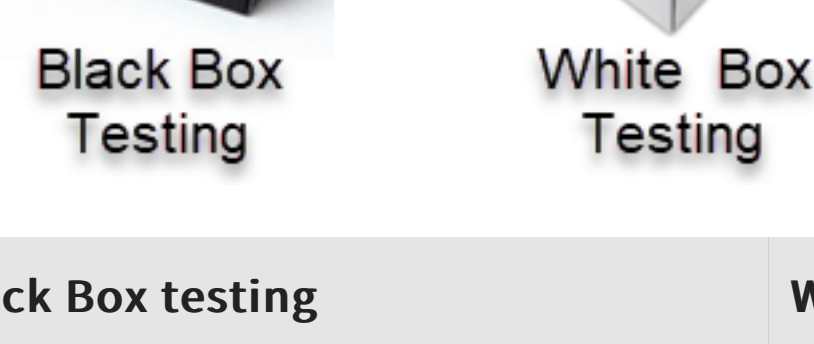 Black Box
Testing
White Box
Testing
ck Box testing
W